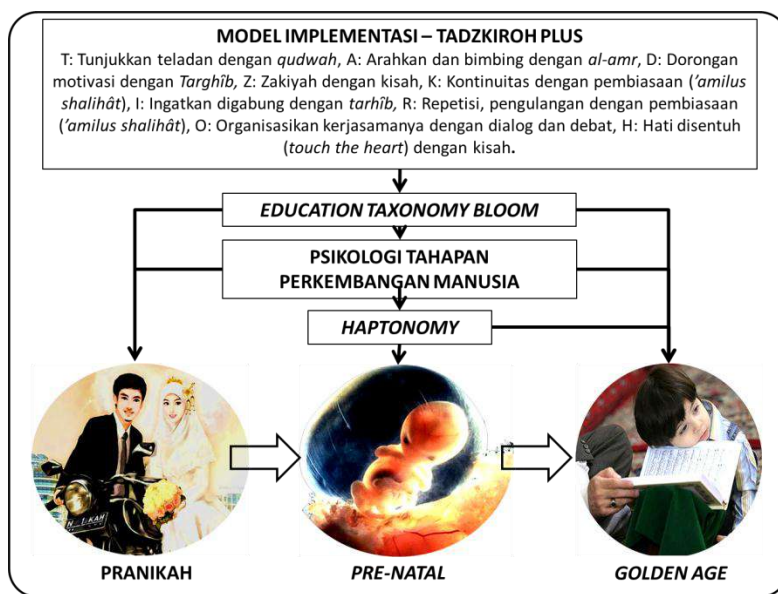 MODEL IMPLEMENTASI – TADZKIROH PLUS
T: Tunjukkan teladan dengan qudwah, A: Arahkan dan bimbing dengan al-amr, D: Dorongan
motivasi dengan Targhîb, Z: Zakiyah dengan kisah, K: Kontinuitas dengan pembiasaan ('amilus
shalihât), I: Ingatkan digabung dengan tarhîb, R: Repetisi, pengulangan dengan pembiasaan
('amilus shalihât), O: Organisasikan kerjasamanya dengan dialog dan debat, H: Hati disentuh
(touch the heart) dengan kisah.
EDUCATION TAXONOMY BLOOM
PSIKOLOGI TAHAPAN
PERKEMBANGAN MANUSIA
HAPTONOMY
PRANIKAH
PRE-NATAL
GOLDEN AGE